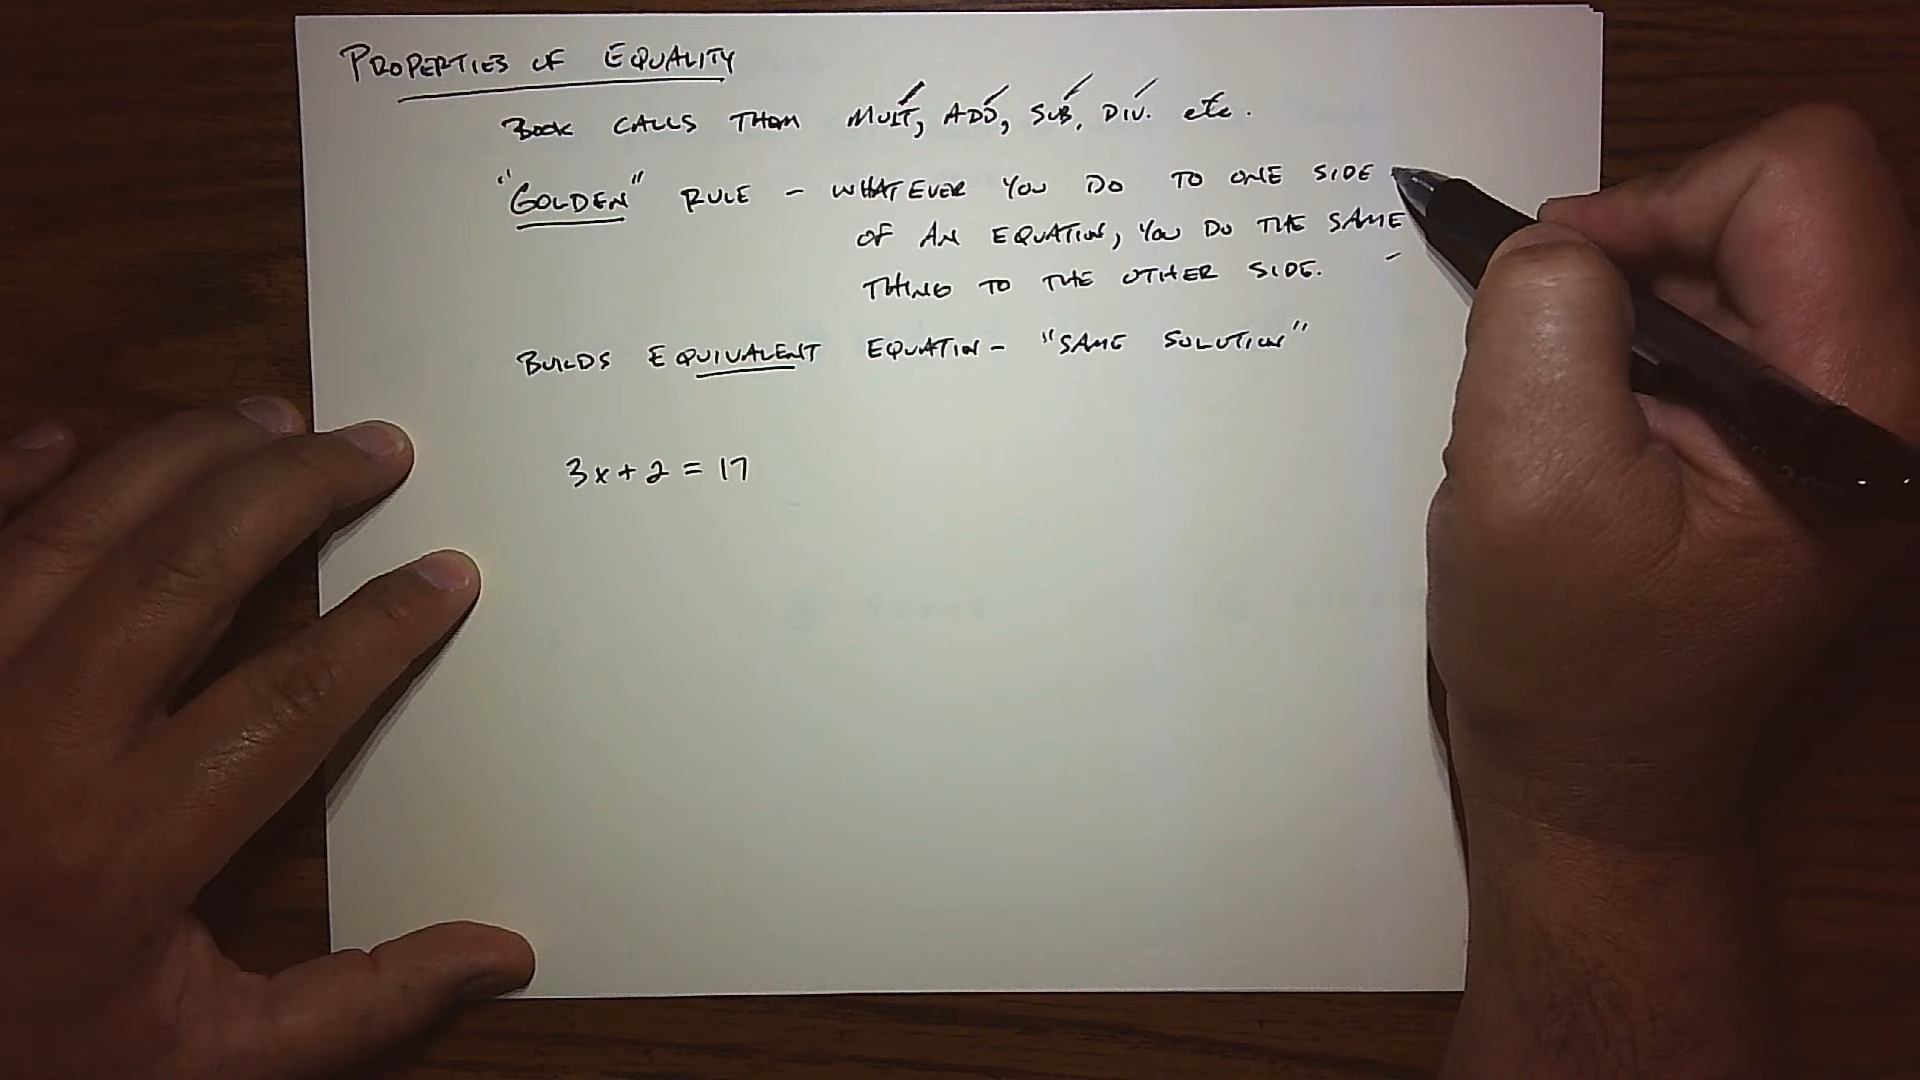 PROPERTIES OF EQUALITY
BOOK CALLS THEM MULT, ADD, SUB, DIV. etc.
"GOLDEN" RULE - WHATEVER YOU DO TO ONE SIDE
OF AN EQUATION, YOU DO THE SAME
THING TO THE OTHER SIDE.
BUILDS EQUIVALENT EQUATION - "SAME SOLUTION"
3x + 2 = 17